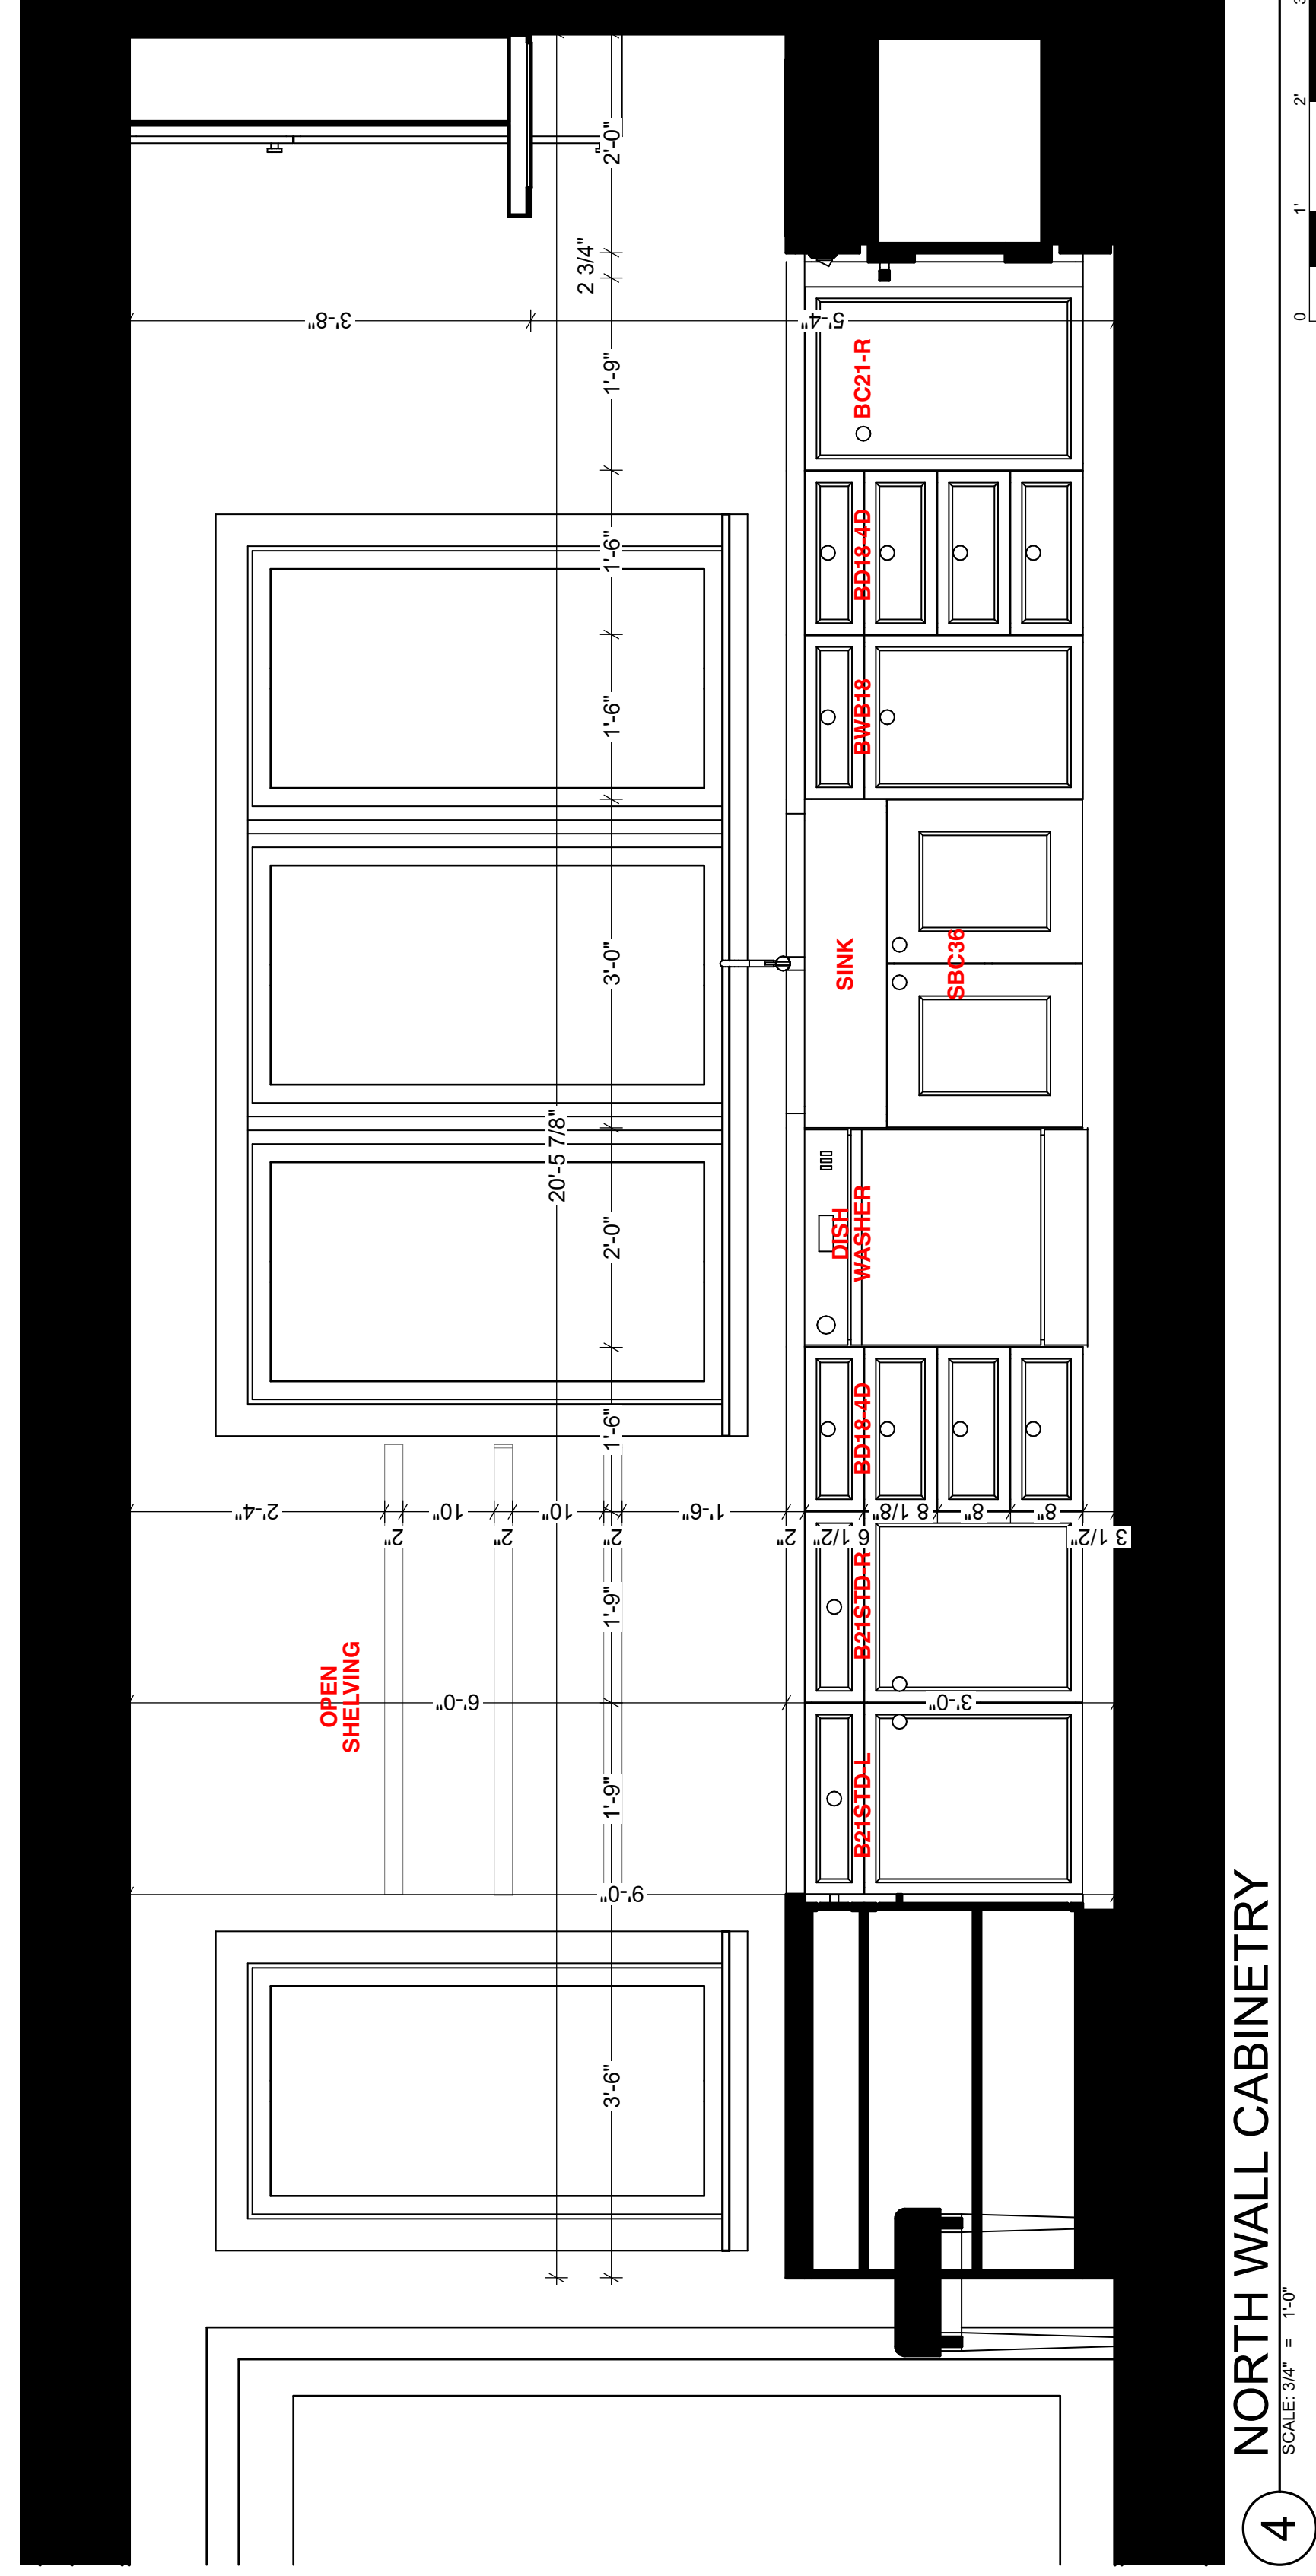 OPEN
SHELVING
B21STD-L
B21STD-R
BD18-4D
DISH
WASHER
SINK
SBC36
BWB18
BD18-4D
BC21-R
20'-5 7/8"
3'-6"
1'-9"
1'-9"
1'-6"
2'-0"
3'-0"
1'-6"
1'-6"
1'-9"
2 3/4"
2'-0"
9'-0"
6'-0"
3'-0"
2'-4"
2"
10"
2"
10"
2"
1'-6"
2"
6 1/2"
8 1/8"
8"
8"
3 1/2"
3'-8"
5'-4"
4
NORTH WALL CABINETRY
SCALE: 3/4" = 1'-0"
0
1'
2'